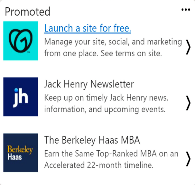 Promoted
Launch a site for free.
Manage your site, social, and marketing
from one place. See terms on site.
jh
Jack Henry Newsletter
Keep up on timely Jack Henry news,
information, and upcoming events.
Berkeley
Haas
The Berkeley Haas MBA
Earn the Same Top-Ranked MBA on an
Accelerated 22-month timeline.